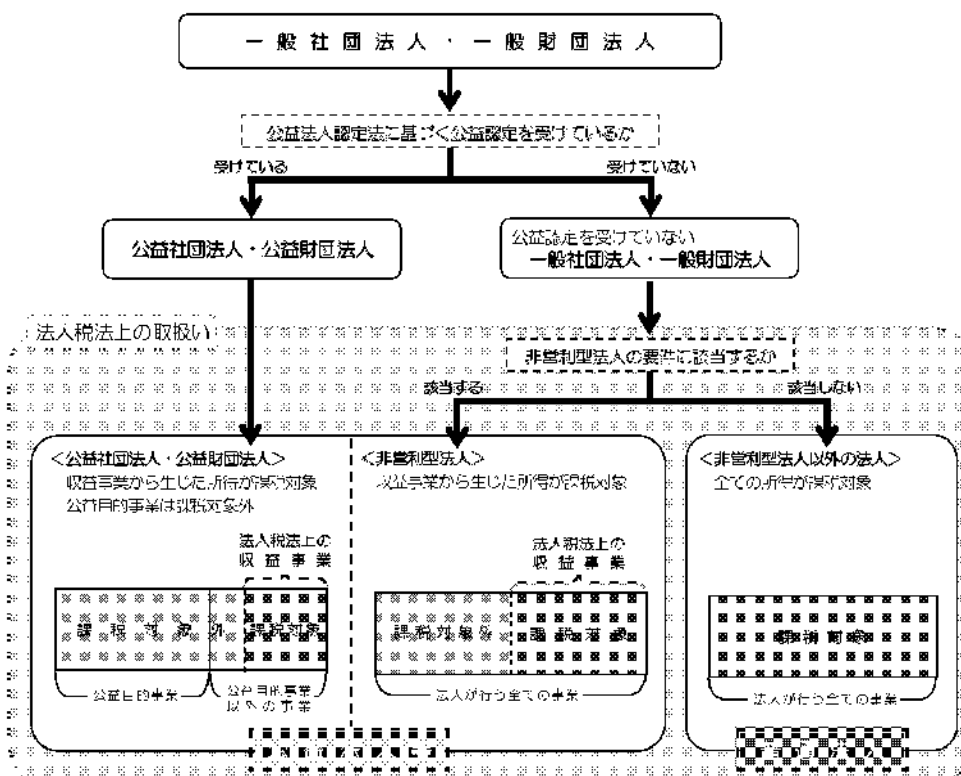 一般社団法人・一般財団法人
公益法人認定法に基づく公益認定を受けているか
受けている
受けていない
公益社団法人・公益財団法人
公益認定を受けていない
一般社団法人・一般財団法人
法人税法上の取扱い
非営利型法人の要件に該当するか
該当する
該当しない
<公益社団法人・公益財団法人>
収益事業から生じた所得が課税対象
公益目的事業は課税対象外
法人税法上の
収益事業
課税対象外
課税対象
公益目的事業
公益目的事業
以外の事業
<非営利型法人>
収益事業から生じた所得が課税対象
法人税法上の
収益事業
課税対象外
課税対象
法人が行う全ての事業
<非営利型法人以外の法人>
全ての所得が課税対象
課税対象
法人が行う全ての事業